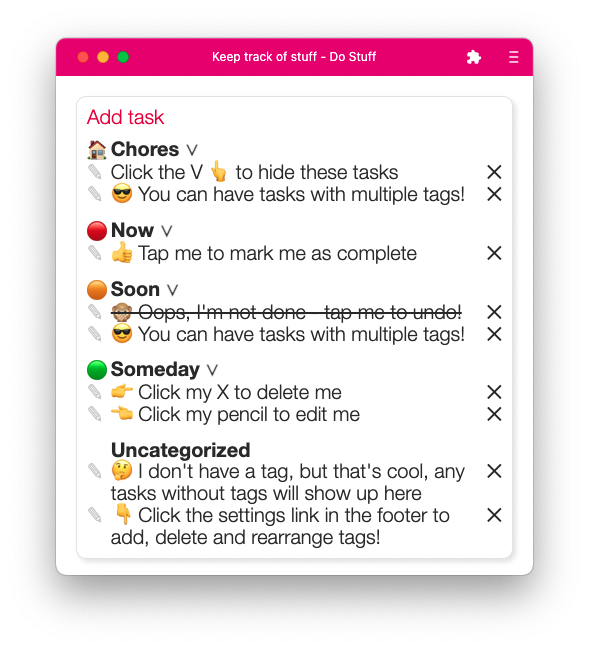 Keep track of stuff - Do Stuff
Add task
🏠 Chores V
Click the V 👆 to hide these tasks
😎 You can have tasks with multiple tags!
🔴 Now V
👍 Tap me to mark me as complete
🟠 Soon V
🙊 Oops, I'm not done - tap me to undo!
😎 You can have tasks with multiple tags!
🟢 Someday V
👉 Click my X to delete me
👈 Click my pencil to edit me
Uncategorized
🤔 I don't have a tag, but that's cool, any
tasks without tags will show up here
👇 Click the settings link in the footer to
add, delete and rearrange tags!